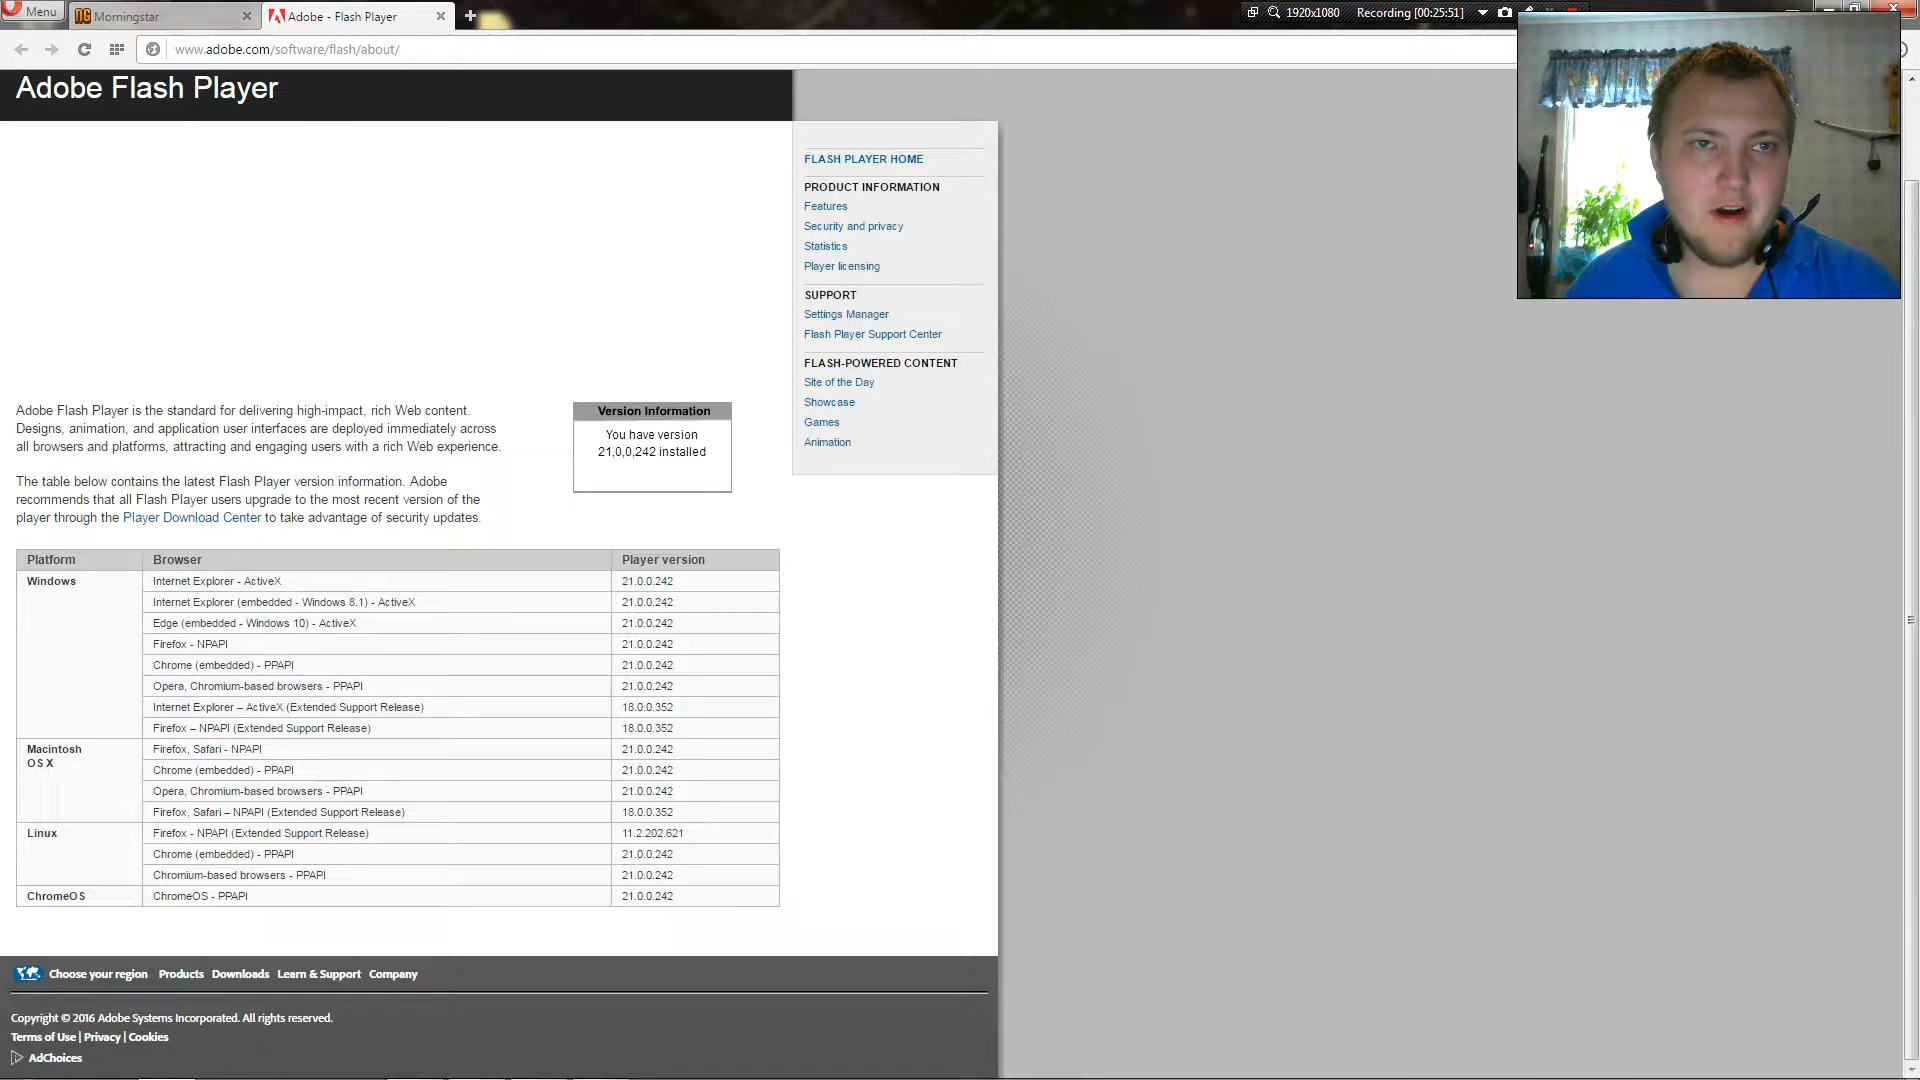 Menu
Morningstar
Adobe - Flash Player
1920x1080
Recording [00:25:51]
www.adobe.com/software/flash/about/
Adobe Flash Player
FLASH PLAYER HOME
PRODUCT INFORMATION
Features
Security and privacy
Statistics
Player licensing
SUPPORT
Settings Manager
Flash Player Support Center
FLASH-POWERED CONTENT
Site of the Day
Showcase
Games
Animation
Adobe Flash Player is the standard for delivering high-impact, rich Web content.
Designs, animation, and application user interfaces are deployed immediately across
all browsers and platforms, attracting and engaging users with a rich Web experience.
The table below contains the latest Flash Player version information. Adobe
recommends that all Flash Player users upgrade to the most recent version of the
player through the Player Download Center to take advantage of security updates.
Version Information
You have version
21,0,0,242 installed
Platform Browser Player version
Windows Internet Explorer - ActiveX 21.0.0.242
Internet Explorer (embedded - Windows 8.1) - ActiveX 21.0.0.242
Edge (embedded - Windows 10) - ActiveX 21.0.0.242
Firefox - NPAPI 21.0.0.242
Chrome (embedded) - PPAPI 21.0.0.242
Opera, Chromium-based browsers - PPAPI 21.0.0.242
Internet Explorer – ActiveX (Extended Support Release) 18.0.0.352
Firefox – NPAPI (Extended Support Release) 18.0.0.352
Macintosh
OS X
Firefox, Safari - NPAPI 21.0.0.242
Chrome (embedded) - PPAPI 21.0.0.242
Opera, Chromium-based browsers - PPAPI 21.0.0.242
Firefox, Safari – NPAPI (Extended Support Release) 18.0.0.352
Linux Firefox - NPAPI (Extended Support Release) 11.2.202.621
Chrome (embedded) - PPAPI 21.0.0.242
Chromium-based browsers - PPAPI 21.0.0.242
ChromeOS ChromeOS - PPAPI 21.0.0.242
Choose your region Products Downloads Learn & Support Company
Copyright © 2016 Adobe Systems Incorporated. All rights reserved.
Terms of Use | Privacy | Cookies
AdChoices